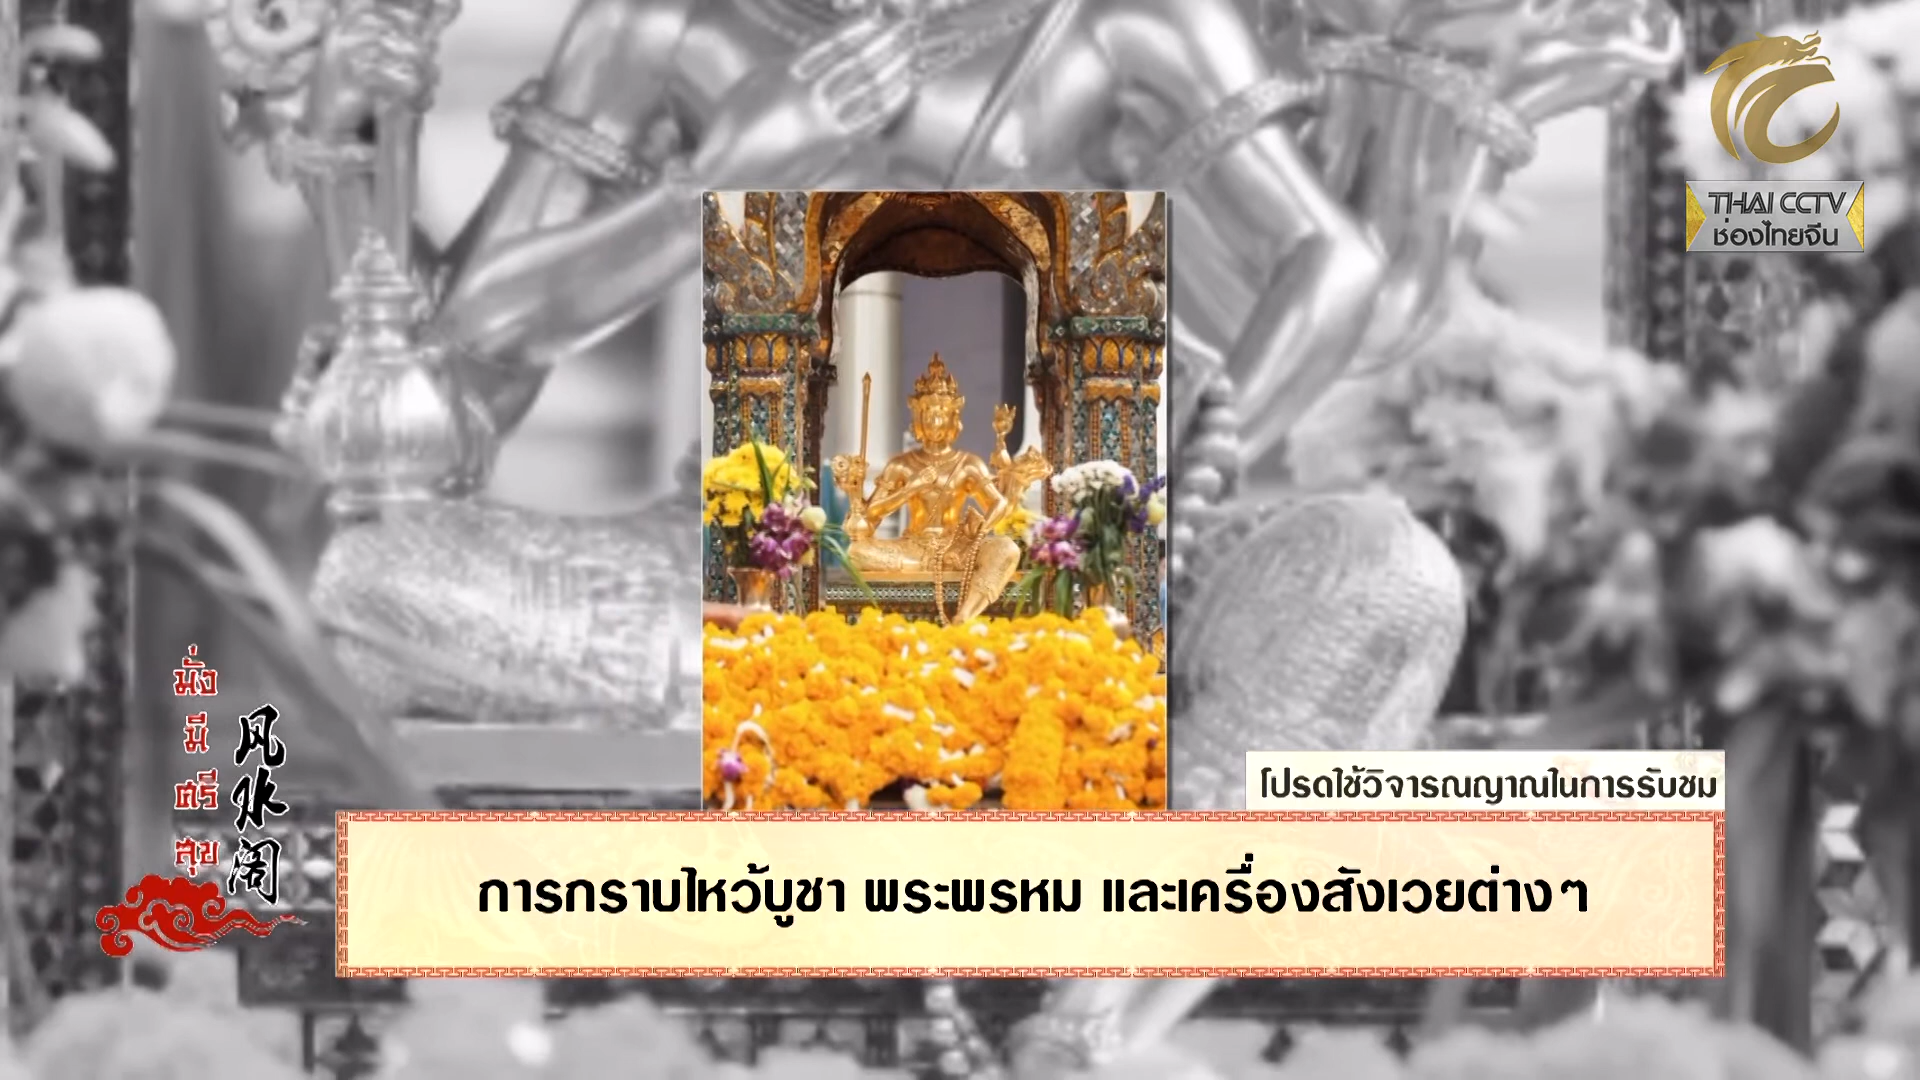 THAI CCTV
ช่องไทยจีน
มั่ง
มี
ศรี
สุข
风水阁
โปรดใช้วิจารณญาณในการรับชม
การกราบไหว้บูชา พระพรหม และเครื่องสังเวยต่างๆ